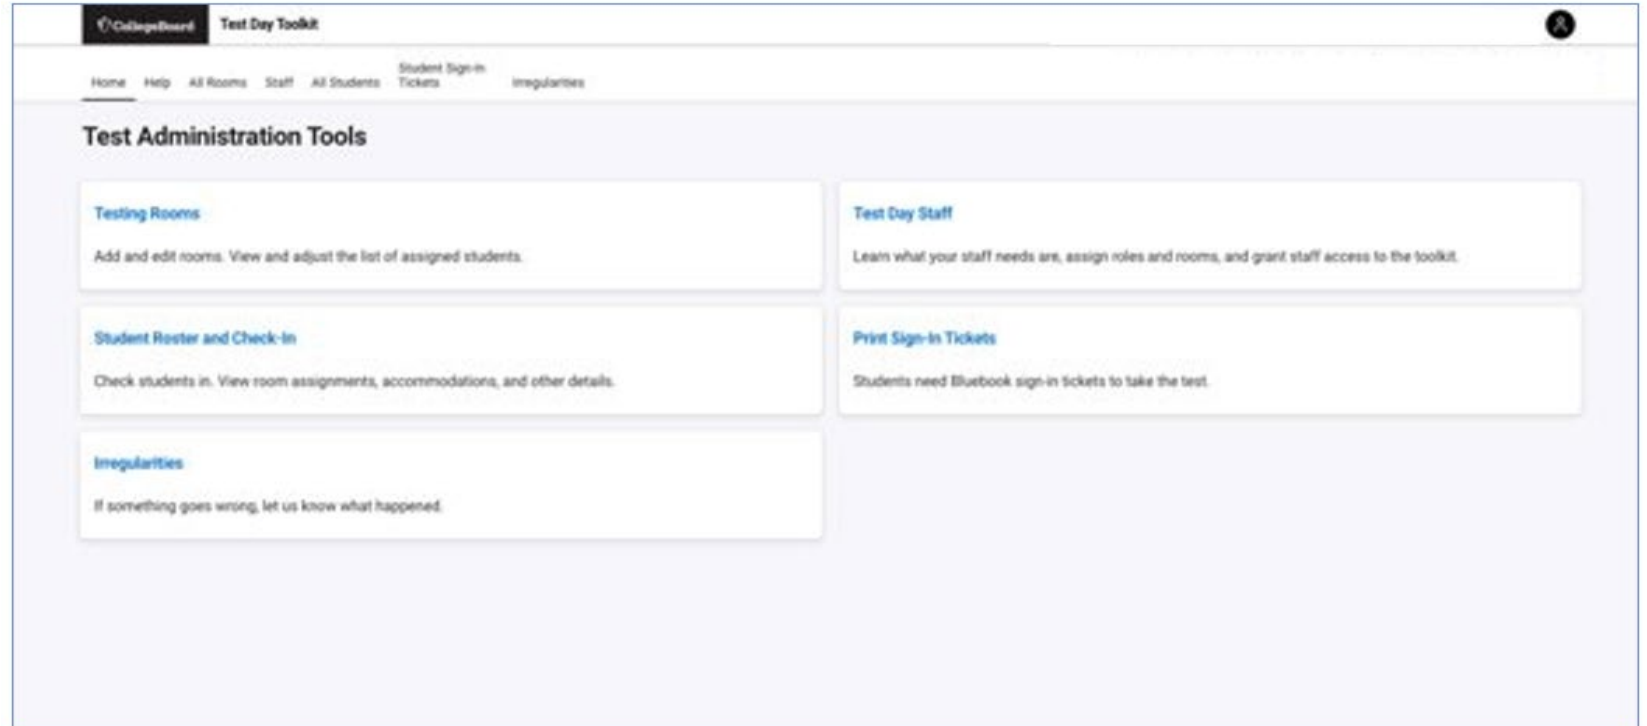 CollegeBoard Test Day Toolkit
Home Help All Rooms Staff All Students Student Sign-In Tickets Irregularities
Test Administration Tools
Testing Rooms
Add and edit rooms. View and adjust the list of assigned students.
Test Day Staff
Learn what your staff needs are, assign roles and rooms, and grant staff access to the toolkit.
Student Roster and Check-In
Check students in. View room assignments, accommodations, and other details.
Print Sign-In Tickets
Students need Bluebook sign-in tickets to take the test.
Irregularities
If something goes wrong, let us know what happened.